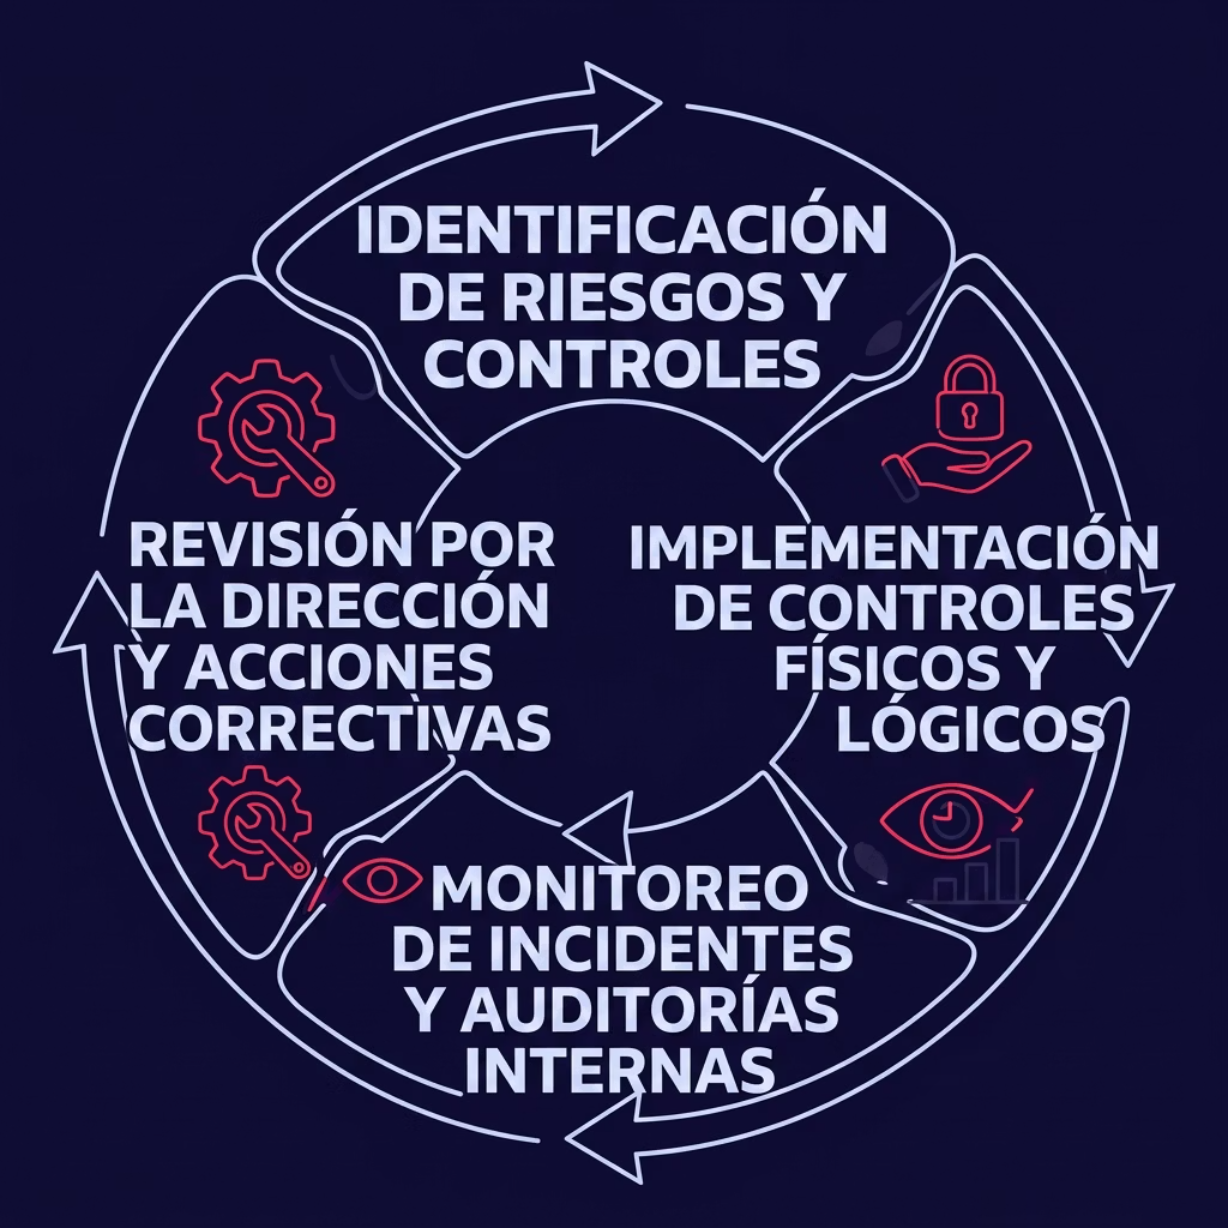 IDENTIFICACIÓN
DE RIESGOS Y
CONTROLES
REVISIÓN POR
LA DIRECCIÓN
Y ACCIONES
CORRECTIVAS
IMPLEMENTACIÓN
DE CONTROLES
FÍSICOS Y
LÓGICOS
MONITOREO
DE INCIDENTES
Y AUDITORÍAS
INTERNAS